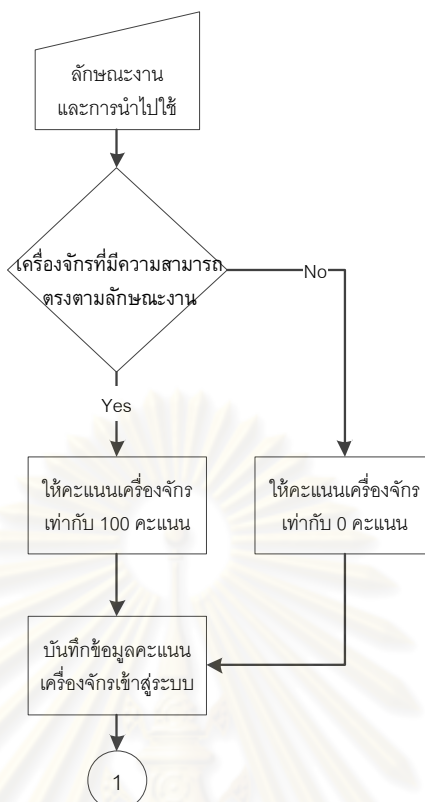 ลักษณะงาน
และการนำไปใช้
เครื่องจักรที่มีความสามารถ
ตรงตามลักษณะงาน
No
Yes
ให้คะแนนเครื่องจักร
เท่ากับ 100 คะแนน
ให้คะแนนเครื่องจักร
เท่ากับ 0 คะแนน
บันทึกข้อมูลคะแนน
เครื่องจักรเข้าสู่ระบบ
1